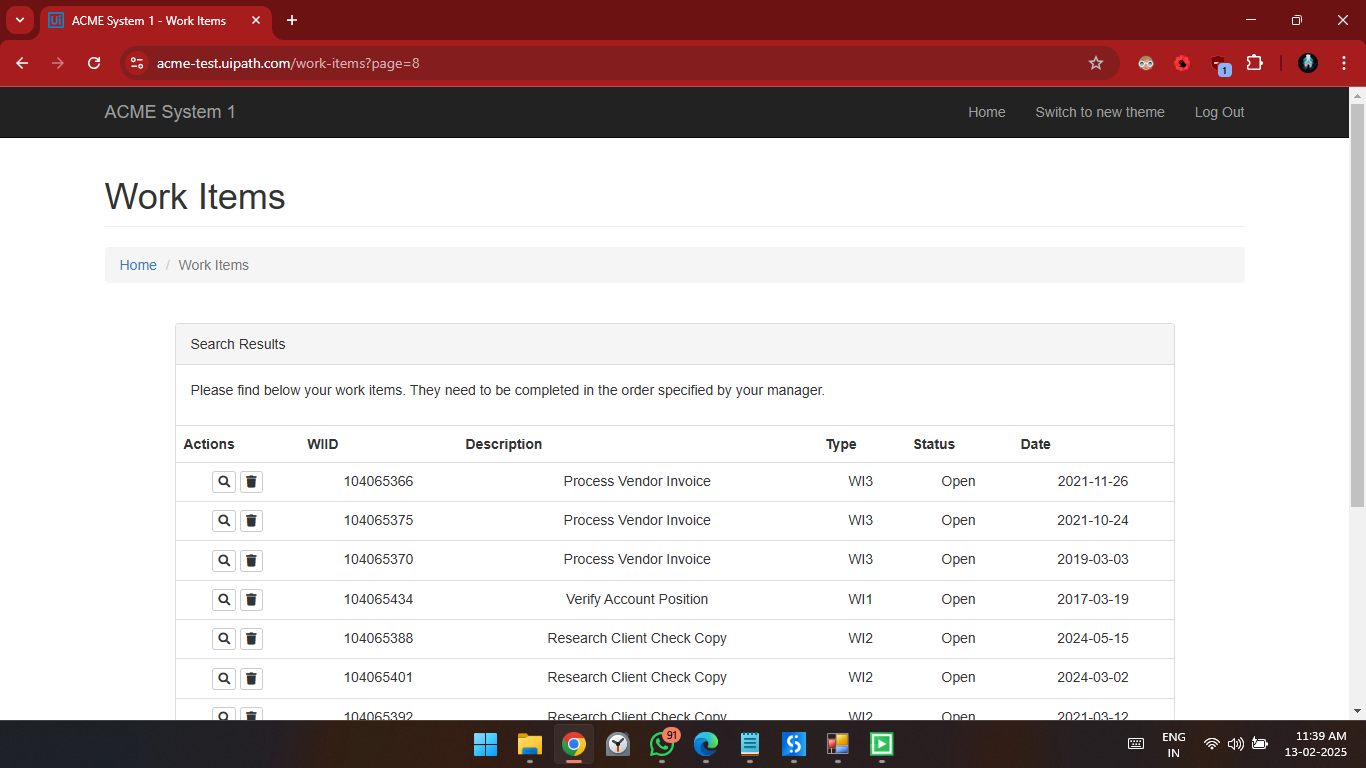 ACME System 1 - Work Items
acme-test.uipath.com/work-items?page=8
1
ACME System 1
Home
Switch to new theme
Log Out
Work Items
Home / Work Items
Search Results
Please find below your work items. They need to be completed in the order specified by your manager.
Actions WIID Description Type Status Date
104065366 Process Vendor Invoice WI3 Open 2021-11-26
104065375 Process Vendor Invoice WI3 Open 2021-10-24
104065370 Process Vendor Invoice WI3 Open 2019-03-03
104065434 Verify Account Position WI1 Open 2017-03-19
104065388 Research Client Check Copy WI2 Open 2024-05-15
104065401 Research Client Check Copy WI2 Open 2024-03-02
104065392 Research Client Check Copy WI2 Open 2021-03-12
91
ENG
IN
11:39 AM
13-02-2025